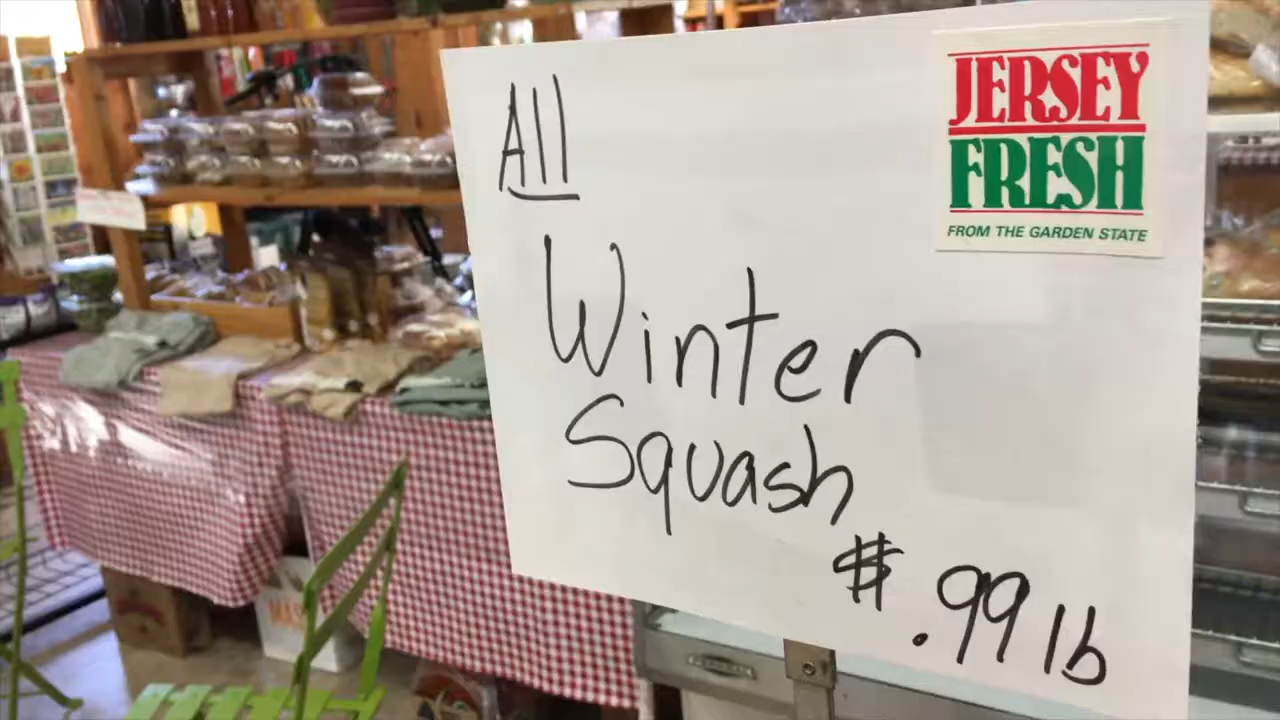 All
Winter
Squash
$.99 lb
JERSEY
FRESH
FROM THE GARDEN STATE